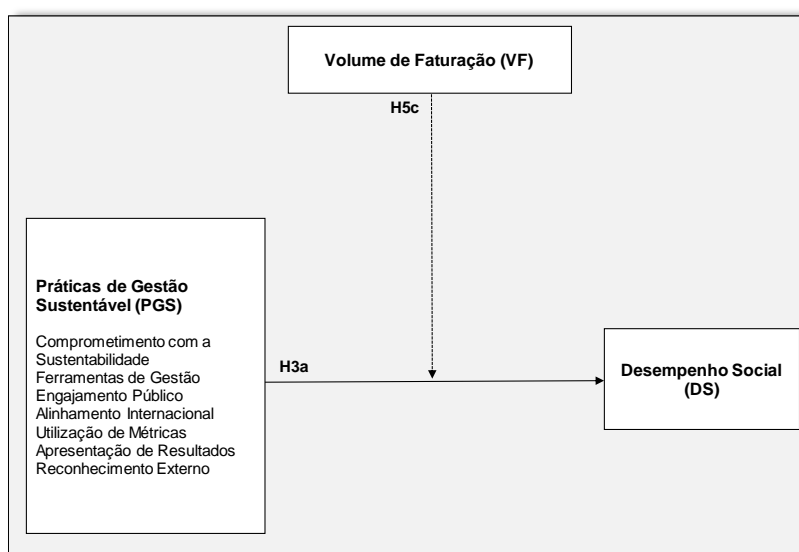 Volume de Faturação (VF)
H5c
Práticas de Gestão
Sustentável (PGS)
Comprometimento com a
Sustentabilidade
Ferramentas de Gestão
Engajamento Público
Alinhamento Internacional
Utilização de Métricas
Apresentação de Resultados
Reconhecimento Externo
H3a
Desempenho Social
(DS)